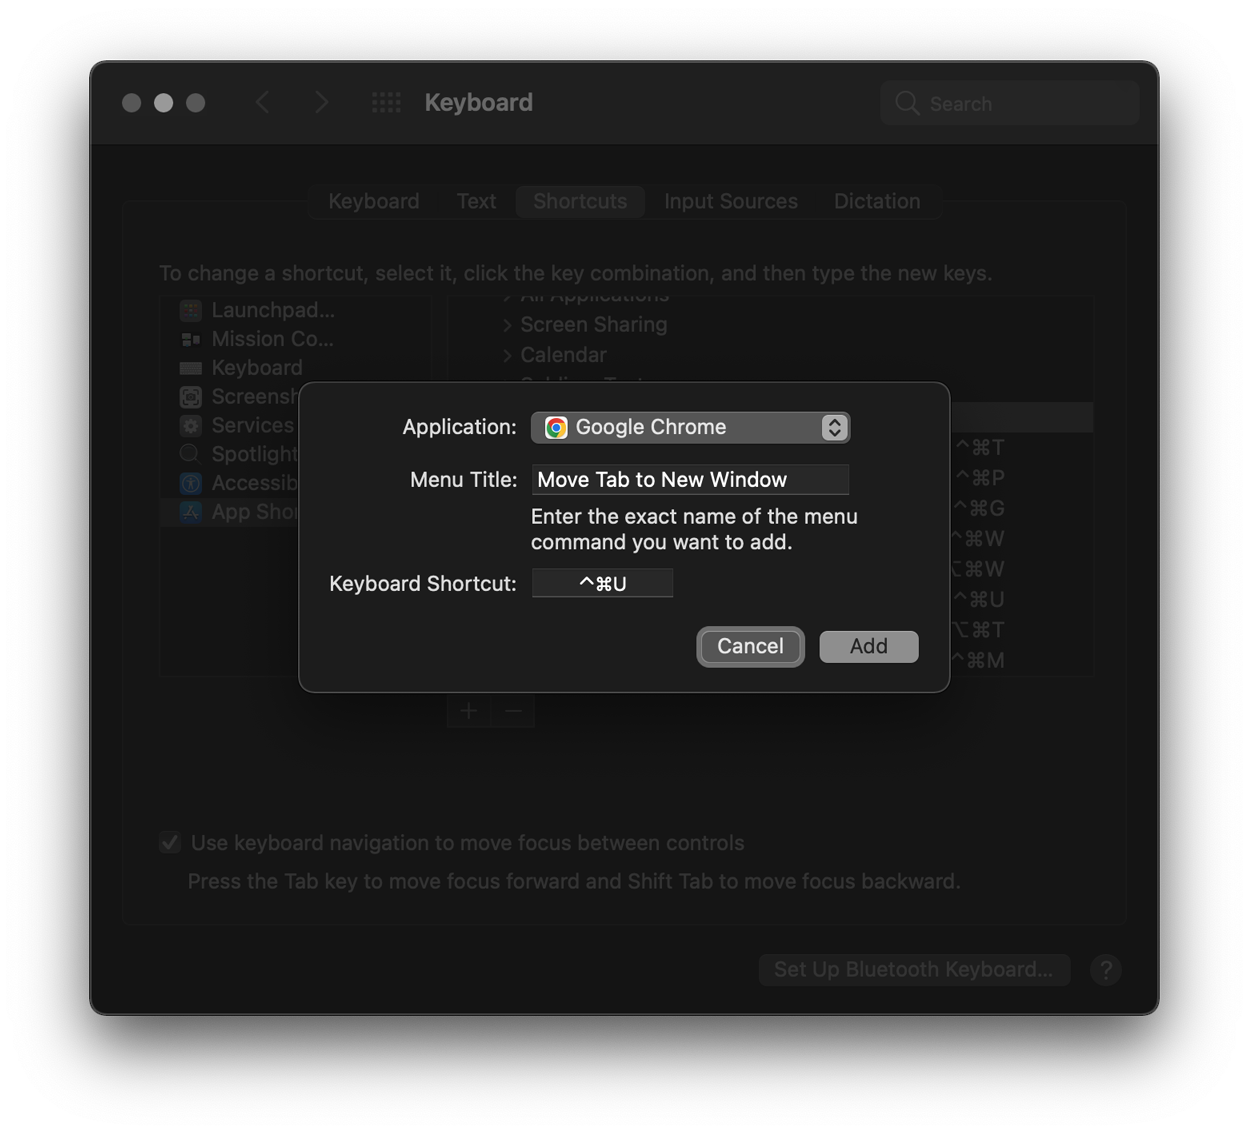 Keyboard
Search
Keyboard Text Shortcuts Input Sources Dictation
To change a shortcut, select it, click the key combination, and then type the new keys.
Launchpad...
Mission Co...
Keyboard
Services
Spotlight
App Shor
All Applications
Screen Sharing
Calendar
^⌘T
^⌘P
^⌘G
^⌘W
⌥⌘W
^⌘U
⌥⌘T
^⌘M
Application: Google Chrome
Menu Title: Move Tab to New Window
Enter the exact name of the menu
command you want to add.
Keyboard Shortcut: ^⌘U
Cancel Add
+ −
Use keyboard navigation to move focus between controls
Press the Tab key to move focus forward and Shift Tab to move focus backward.
Set Up Bluetooth Keyboard... ?